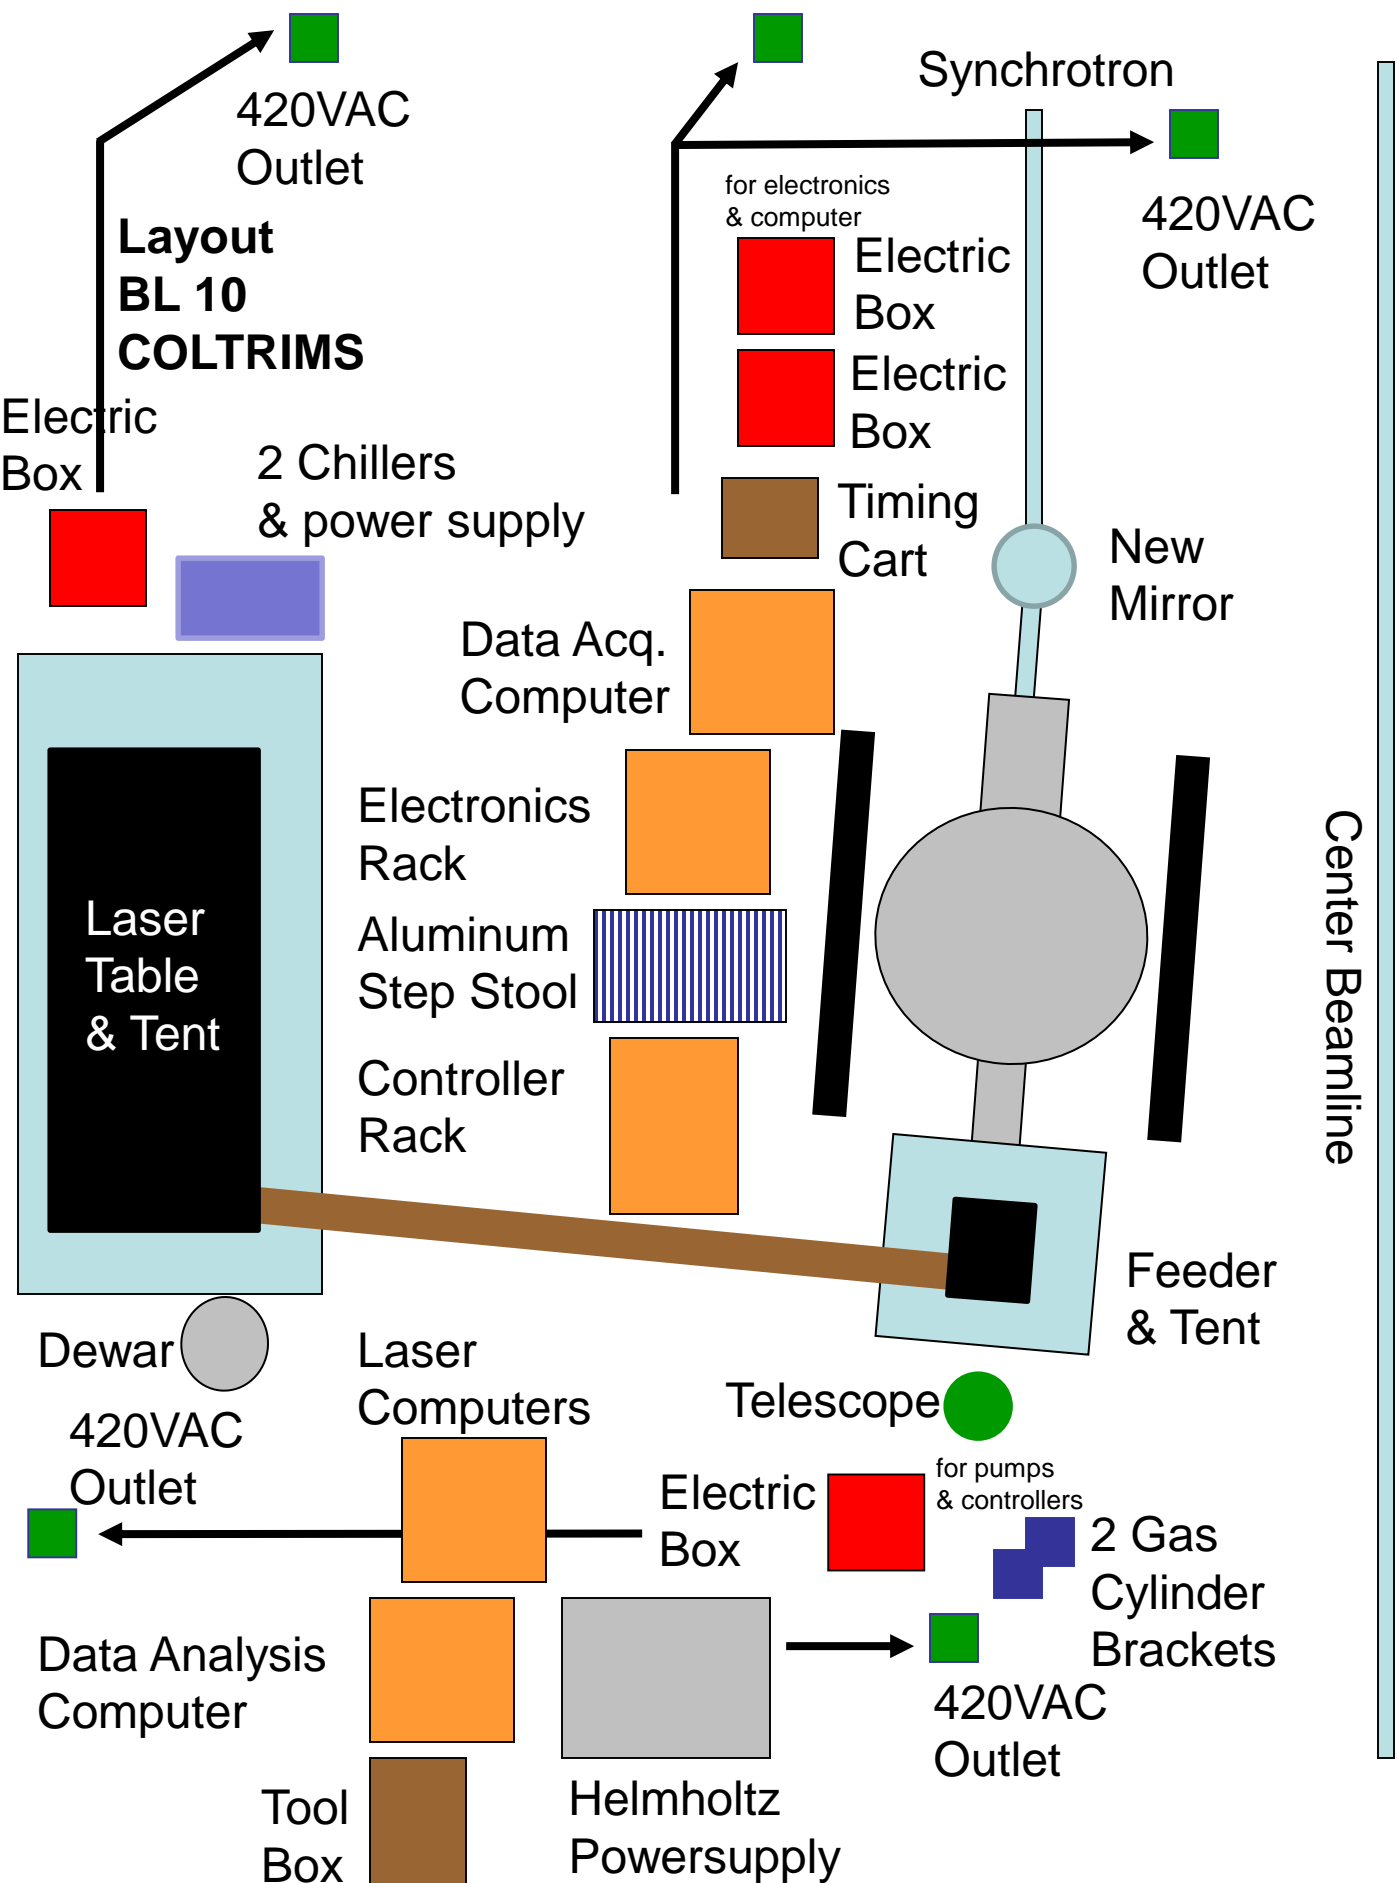 Synchrotron
420VAC
Outlet
for electronics
& computer
420VAC
Outlet
Layout
BL 10
COLTRIMS
Electric
Box
Electric
Box
Electric
Box
2 Chillers
& power supply
Timing
Cart
New
Mirror
Data Acq.
Computer
Electronics
Rack
Center Beamline
Laser
Table
& Tent
Aluminum
Step Stool
Controller
Rack
Feeder
& Tent
Dewar
Laser
Computers
Telescope
420VAC
Outlet
for pumps
& controllers
Electric
Box
2 Gas
Cylinder
Brackets
Data Analysis
Computer
420VAC
Outlet
Tool
Box
Helmholtz
Powersupply